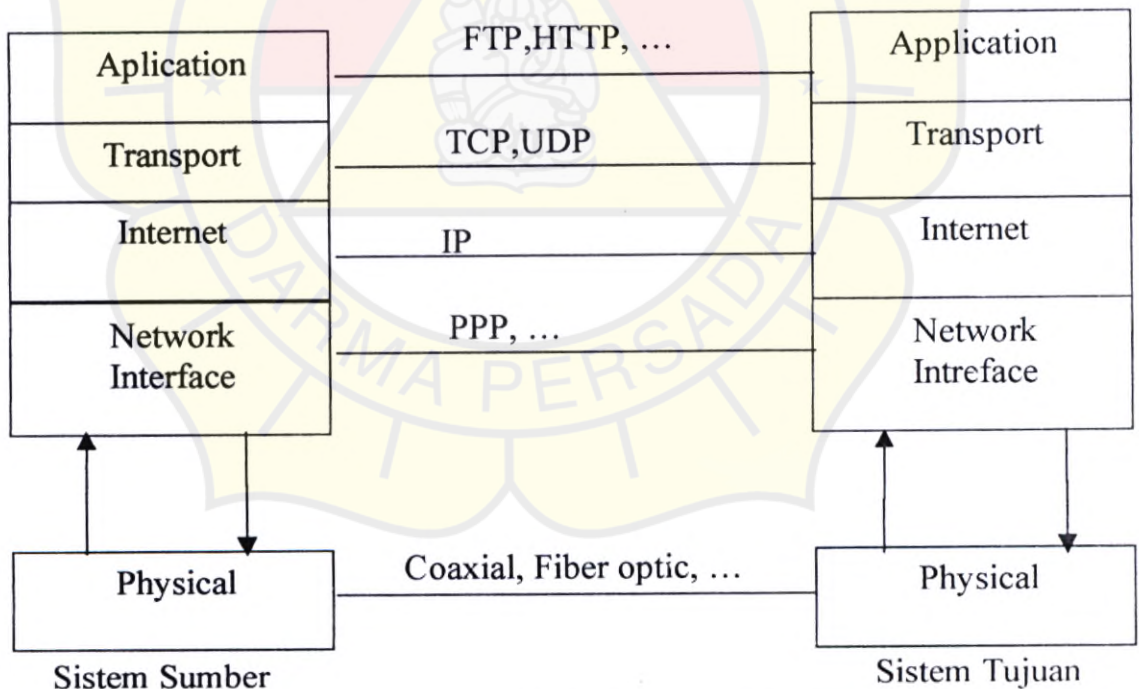 FTP,HTTP, ...
Aplication
Application
TCP,UDP
Transport
Transport
IP
Internet
Internet
PPP, ...
Network
Interface
Network
Intreface
DARMA PERSADA
Coaxial, Fiber optic, ...
Physical
Physical
Sistem Sumber
Sistem Tujuan